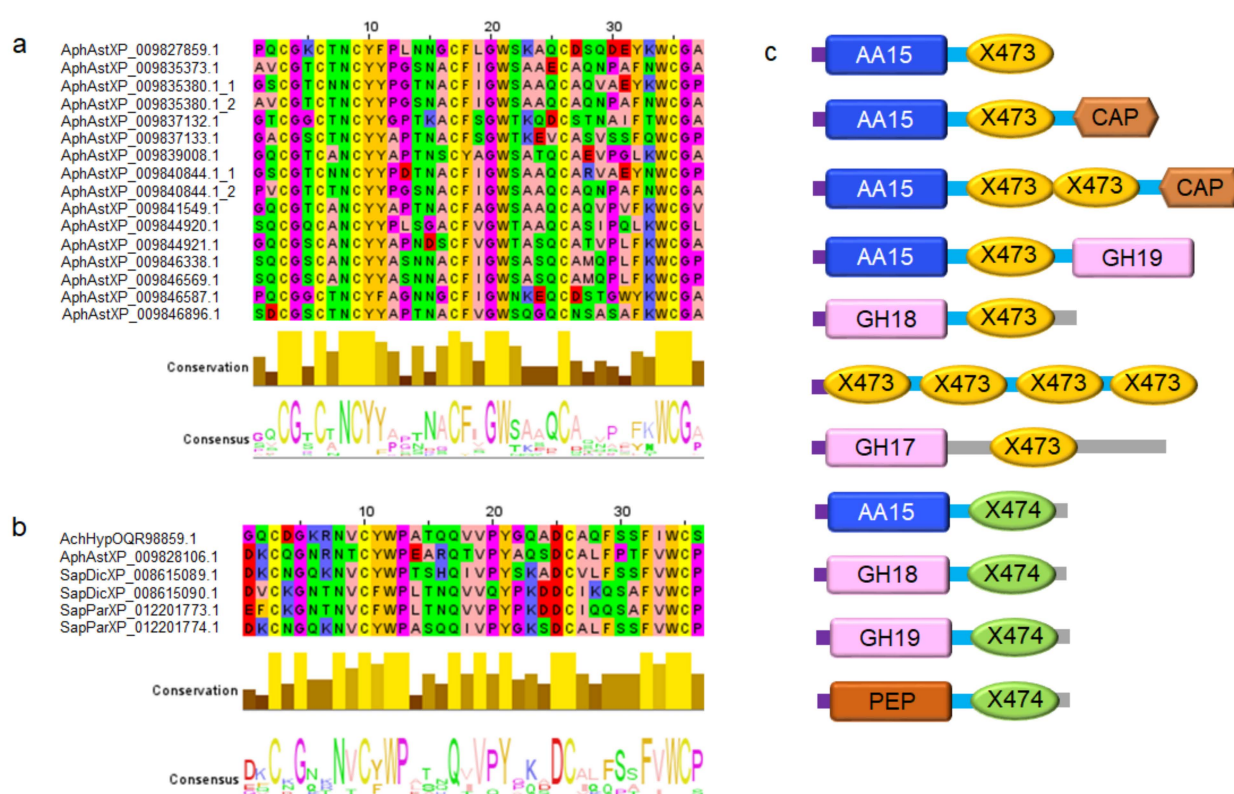 a
10 20 30
AphAstXP_009827859.1 PQCGKCTNCYFPLNNGCFLGWSKAQCDSQDEYKWCGA
AphAstXP_009835373.1 AVCGTCTNCYYPGSNACFIGWSAAECAQNPAFNWCGA
AphAstXP_009835380.1_1 GSCGTCNNCYYPGTNACFIGWSAAQCAQVAEYKWCGP
AphAstXP_009835380.1_2 AVCGTCTNCYYPGSNACFNWSAAQCAQNPAFNWCGA
AphAstXP_009837132.1 GTCGGCTNCYYGPTKACFSGWTKQDCSTNAIFTWCGA
AphAstXP_009837133.1 GACGSCTNCYYAPTNACFSGWTKEVCASVSSFQWCGP
AphAstXP_009839008.1 GQCGTCANCYYAPTNSCYAGWSATQCAEVPGLKWCGA
AphAstXP_009840844.1_1 GSCGTCNNCYYPDTNACFIGWSAAQCARVAEYNWCGP
AphAstXP_009840844.1_2 PVCGTCTNCYYPGSNACFIGWSAAQCAQNPAFNWCGA
AphAstXP_009841549.1 GQCGTCANCYYAPTNACFAGWSAAQCAQVPVFKWCGV
AphAstXP_009844920.1 SQCGQCANCYYPLSGACFVGWTAAQCASIPQLKWCGL
AphAstXP_009844921.1 GQCGSCANCYYAPNDSCFVGWTASQCATVPLFKWCGA
AphAstXP_009846338.1 SQCGSCANCYYASNNACFIGWSASQCAMQPLFKWCGA
AphAstXP_009846569.1 SQCGSCANCYYASNNACFIGWSASQCAMQPLFKWCGP
AphAstXP_009846587.1 PQCGGCTNCYFAGNNGCFIGWNKEQCDSTGWYKWCGA
AphAstXP_009846896.1 SDCGSCTNCYYAPTNACFVGWSQGQCNSASAFKWCGA
Conservation
Consensus
b
10 20 30
AchHypOQR98859.1 GQCDGKRNVCYWPATQQVVPYGQADCAQFSSFIWCS
AphAstXP_009828106.1 DKCQGNRNTCYWPEARQTVPYAQSDCALFPTFVWCP
SapDicXP_008615089.1 DKCNGQKNVCYWPTSHQIVPYSKADCVLFSSFVWCP
SapDicXP_008615090.1 DVCKGNTNVCFWPLTNQVVQYPKDDCIKQSAFVWCP
SapParXP_012201773.1 EFCKGNTNVCFWPLTNQVVPYPKDDCIQQSAFVWCP
SapParXP_012201774.1 DKCNGQKNVCYWPASQQIVPYGKSDCALFSSFVWCP
Conservation
Consensus
c
AA15 X473
AA15 X473 CAP
AA15 X473 X473 CAP
AA15 X473 GH19
GH18 X473
X473 X473 X473 X473
GH17 X473
AA15 X474
GH18 X474
GH19 X474
PEP X474